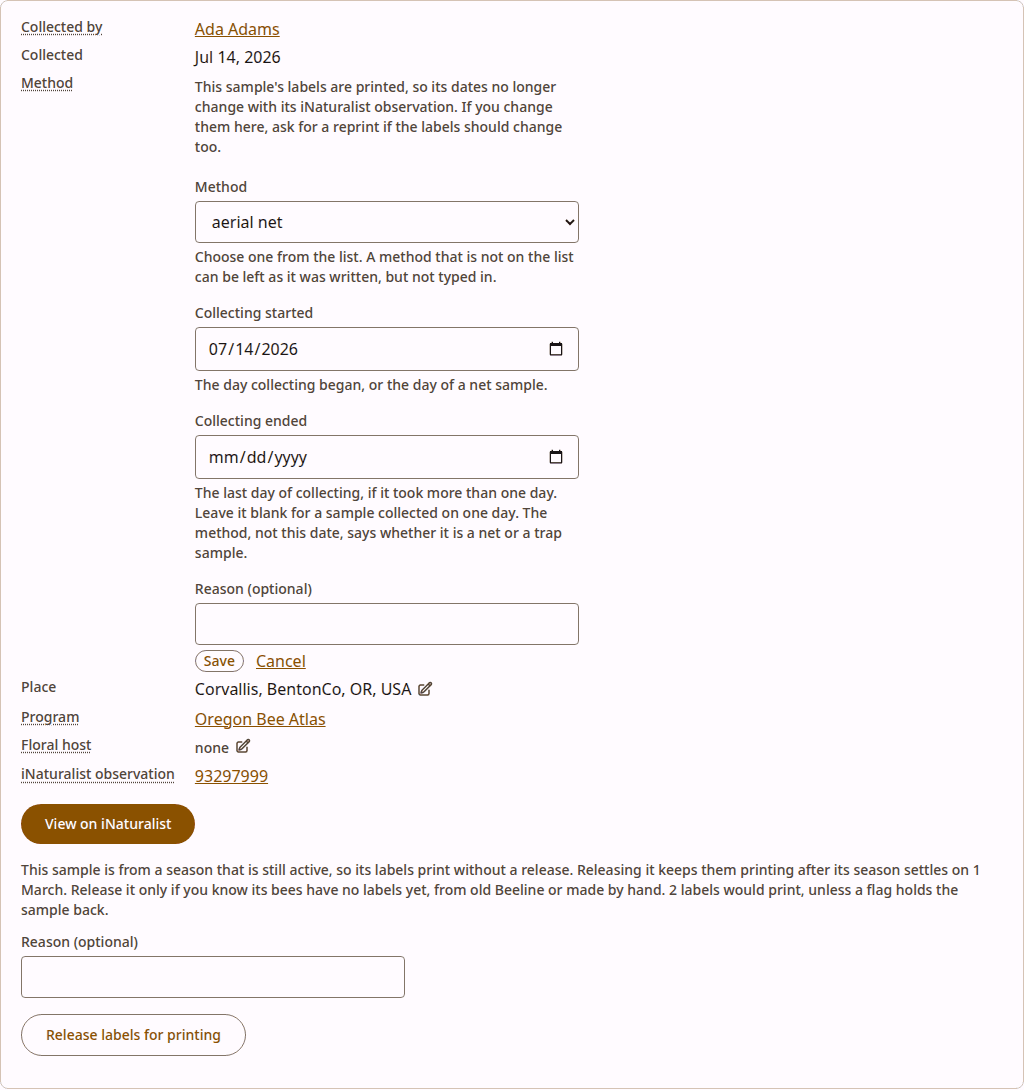 Collected by Ada Adams
Collected Jul 14, 2026
Method
This sample's labels are printed, so its dates no longer
change with its iNaturalist observation. If you change
them here, ask for a reprint if the labels should change
too.
Method
aerial net
Choose one from the list. A method that is not on the list
can be left as it was written, but not typed in.
Collecting started
07/14/2026
The day collecting began, or the day of a net sample.
Collecting ended
mm/dd/yyyy
The last day of collecting, if it took more than one day.
Leave it blank for a sample collected on one day. The
method, not this date, says whether it is a net or a trap
sample.
Reason (optional)
Save Cancel
Place Corvallis, BentonCo, OR, USA
Program Oregon Bee Atlas
Floral host none
iNaturalist observation 93297999
View on iNaturalist
This sample is from a season that is still active, so its labels print without a release. Releasing it keeps them printing after its season settles on 1
March. Release it only if you know its bees have no labels yet, from old Beeline or made by hand. 2 labels would print, unless a flag holds the
sample back.
Reason (optional)
Release labels for printing